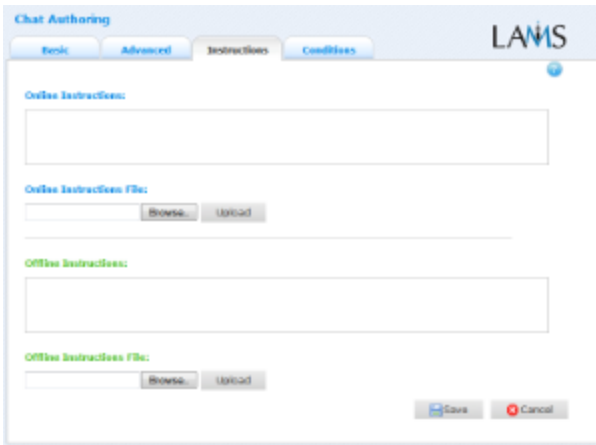 Chat Authoring
LAMS
Basic Advanced Instructions Conditions
?
Online Instructions:
Online Instructions File:
Browse.. Upload
Offline Instructions:
Offline Instructions File:
Browse.. Upload
Save Cancel